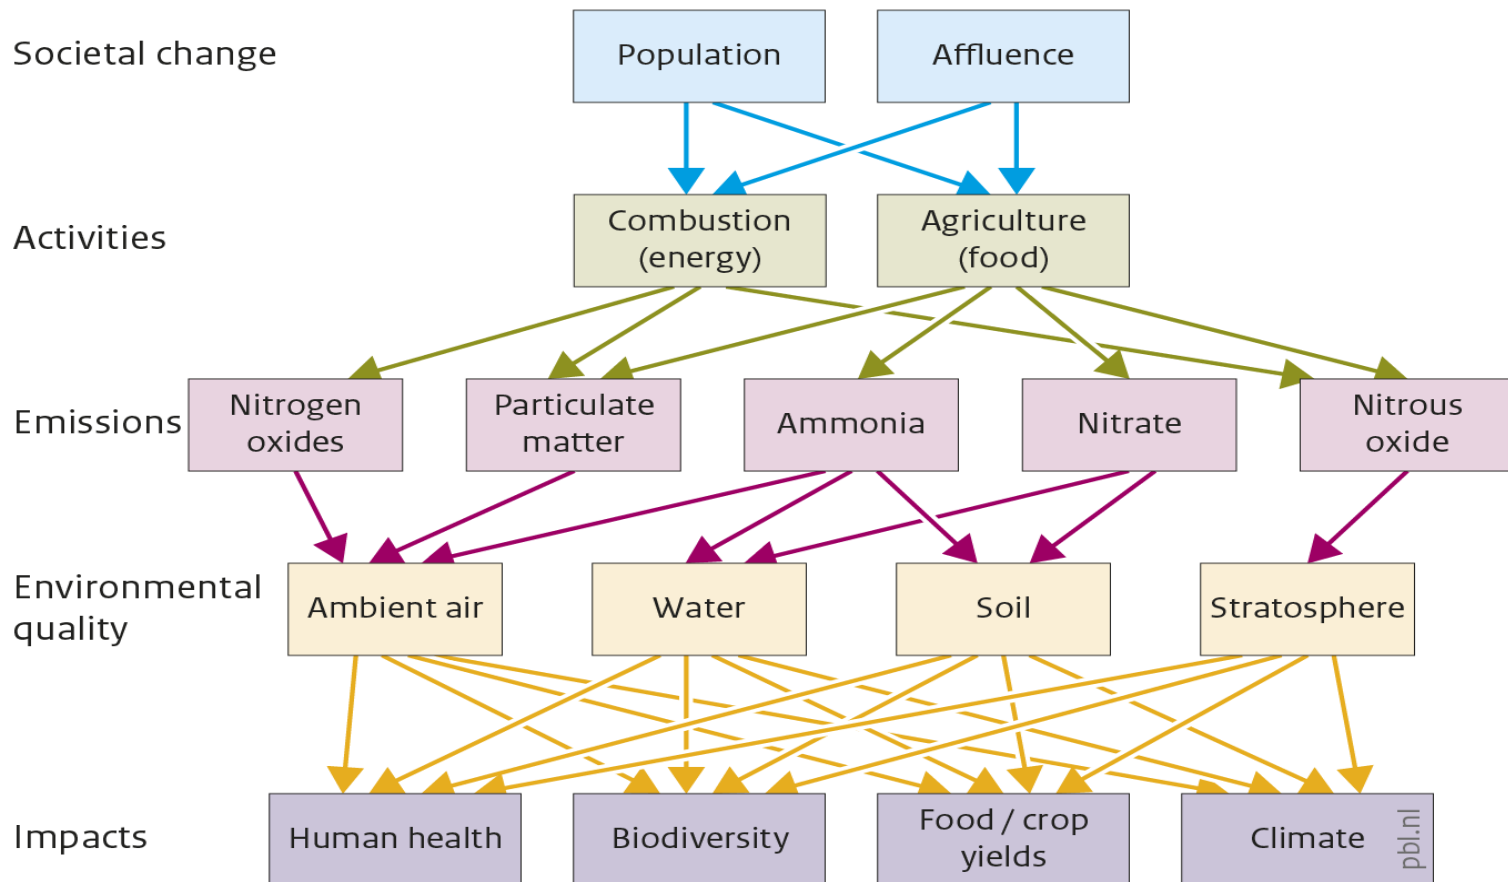 Societal change
Population
Affluence
Activities
Combustion
(energy)
Agriculture
(food)
Emissions
Nitrogen
oxides
Particulate
matter
Ammonia
Nitrate
Nitrous
oxide
Environmental
quality
Ambient air
Water
Soil
Stratosphere
Impacts
Human health
Biodiversity
Food / crop
yields
Climate
pbl.nl